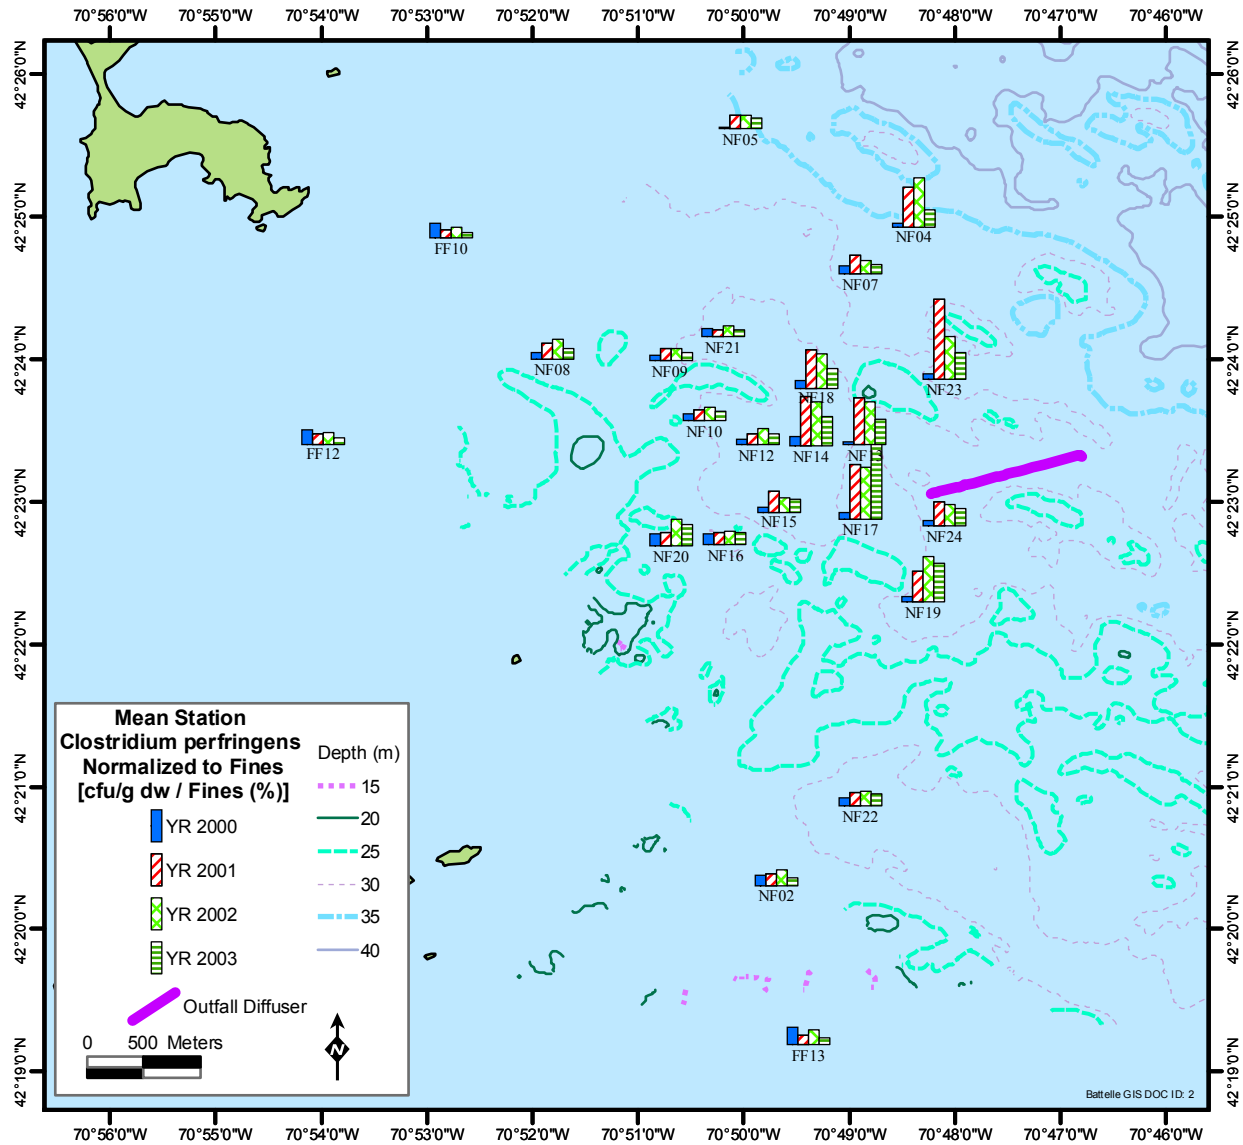 70°56'0"W 70°55'0"W 70°54'0"W 70°53'0"W 70°52'0"W 70°51'0"W 70°50'0"W 70°49'0"W 70°48'0"W 70°47'0"W 70°46'0"W
42°26'0"N
42°26'0"N
NF05
42°25'0"N
42°25'0"N
FF10
NF04
NF07
42°24'0"N
42°24'0"N
NF21
NF08
NF09
NF18
NF23
NF10
FF12
NF12
NF14
NF1
42°23'0"N
42°23'0"N
NF15
NF17
NF24
NF20
NF16
NF19
42°22'0"N
42°22'0"N
42°21'0"N
42°21'0"N
NF22
NF02
42°20'0"N
42°20'0"N
FF13
42°19'0"N
42°19'0"N
Mean Station
Clostridium perfringens
Normalized to Fines
[cfu/g dw / Fines (%)]
YR 2000
YR 2001
YR 2002
YR 2003
Outfall Diffuser
0 500 Meters
Depth (m)
15
20
25
30
35
40
N
Battelle GIS DOC ID: 2
70°56'0"W 70°55'0"W 70°54'0"W 70°53'0"W 70°52'0"W 70°51'0"W 70°50'0"W 70°49'0"W 70°48'0"W 70°47'0"W 70°46'0"W